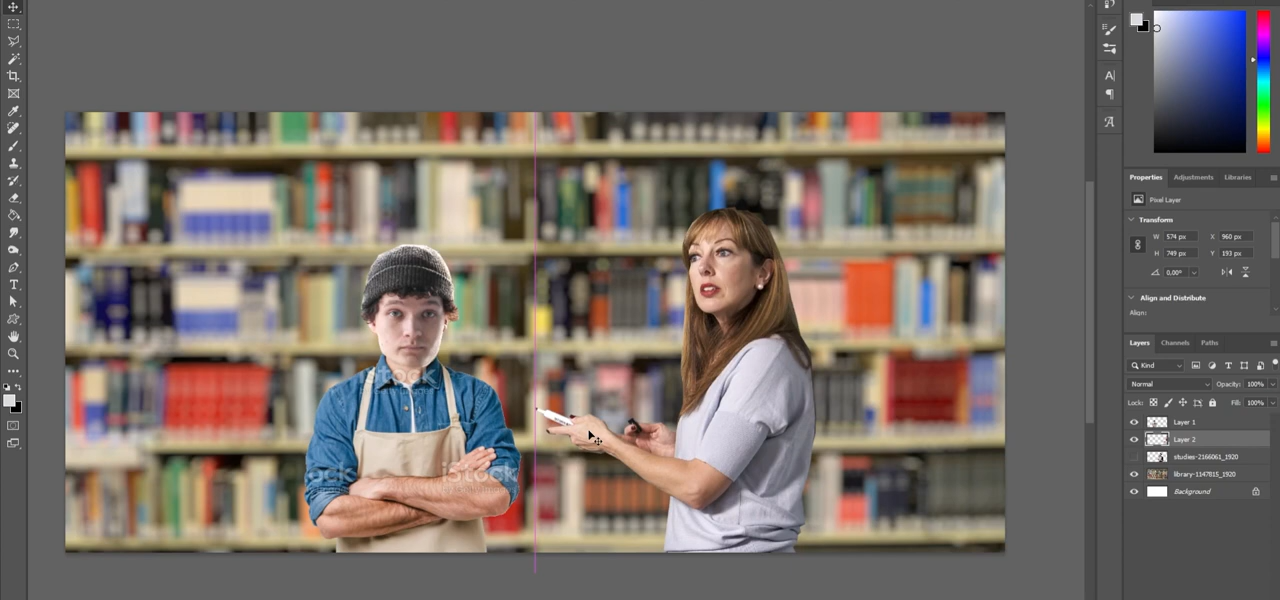 Properties Adjustments Libraries
Pixel Layer
Transform
W 574 px X 960 px
H 749 px Y 193 px
0,00°
Align and Distribute
Align:
Layers Channels Paths
Kind
Normal Opacity: 100%
Lock: Fill: 100%
Layer 1
Layer 2
studies-2166061_1920
library-1147815_1920
Background
iStock